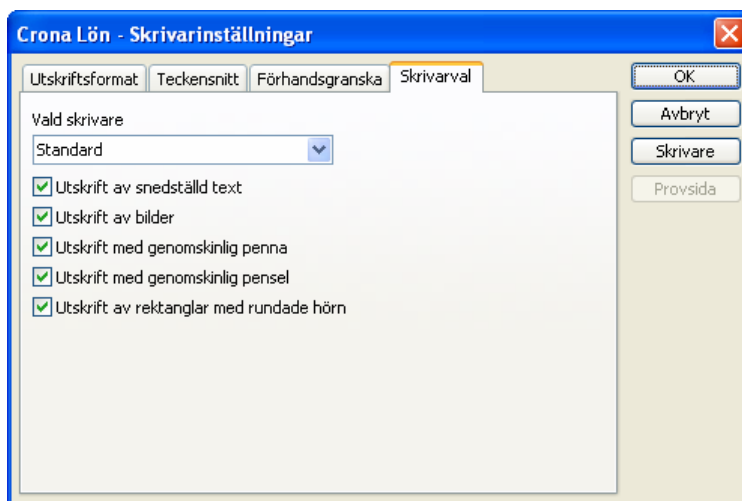 Crona Lön - Skrivarinställningar
Utskriftsformat Teckensnitt Förhandsgranska Skrivarval
OK
Avbryt
Skrivare
Provsida
Vald skrivare
Standard
Utskrift av snedställd text
Utskrift av bilder
Utskrift med genomskinlig penna
Utskrift med genomskinlig pensel
Utskrift av rektanglar med rundade hörn